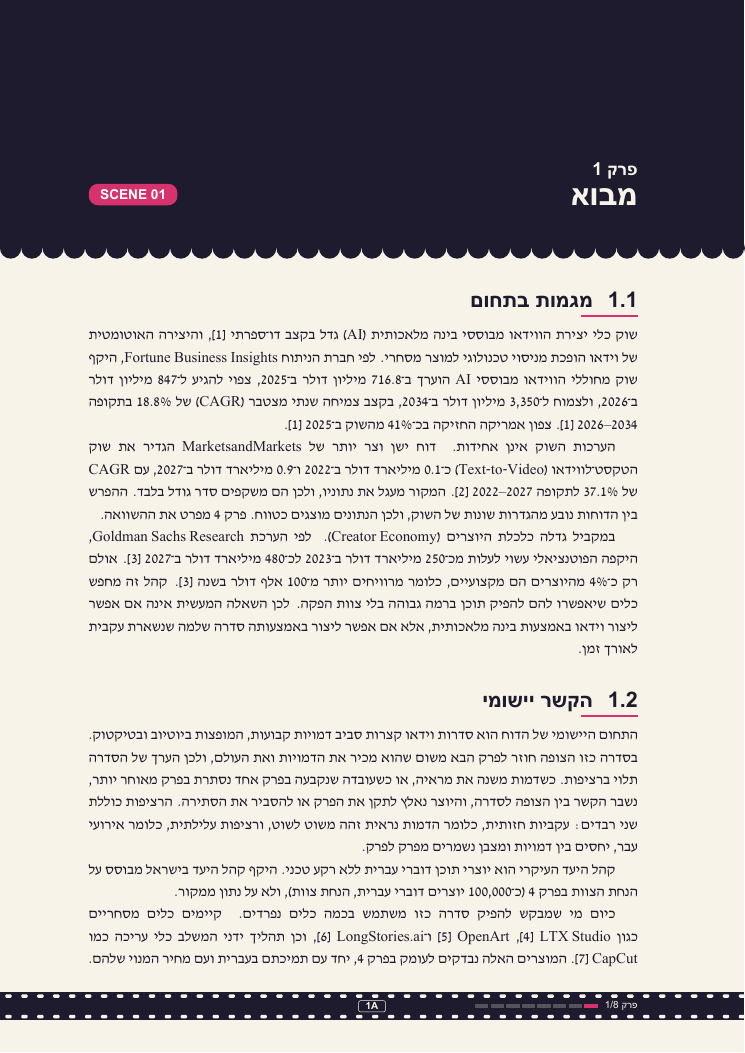 פרק 1
מבוא
SCENE 01
1.1 מגמות בתחום
שוק כלי יצירת הווידאו מבוססי בינה מלאכותית (AI) גדל בקצב דו־ספרתי [1], והיצירה האוטומטית
של וידאו הופכת מניסוי טכנולוגי למוצר מסחרי. לפי חברת הניתוח Fortune Business Insights, היקף
שוק מחוללי הווידאו מבוססי AI הוערך ב־716.8 מיליון דולר ב־2025, צפוי להגיע ל־847 מיליון דולר
ב־2026, ולצמוח ל־3,350 מיליון דולר ב־2034, בקצב צמיחה שנתי מצטבר (CAGR) של 18.8% בתקופה
2026–2034 [1]. צפון אמריקה החזיקה בכ־41% מהשוק ב־2025 [1].
הערכות השוק אינן אחידות. דוח ישן וצר יותר של MarketsandMarkets הגדיר את שוק
הטקסט־לווידאו (Text-to-Video) כ־0.1 מיליארד דולר ב־2022 ו־0.9 מיליארד דולר ב־2027, עם CAGR
של 37.1% לתקופה 2022–2027 [2]. המקור מעגל את נתוניו, ולכן הם משקפים סדר גודל בלבד. ההפרש
בין הדוחות נובע מהגדרות שונות של השוק, ולכן הנתונים מוצגים כטווח. פרק 4 מפרט את ההשוואה.
במקביל גדלה כלכלת היוצרים (Creator Economy). לפי הערכת Goldman Sachs Research,
היקפה הפוטנציאלי עשוי לעלות מכ־250 מיליארד דולר ב־2023 לכ־480 מיליארד דולר ב־2027 [3]. אולם
רק כ־4% מהיוצרים הם מקצועיים, כלומר מרוויחים יותר מ־100 אלף דולר בשנה [3]. קהל זה מחפש
כלים שיאפשרו להם להפיק תוכן ברמה גבוהה בלי צוות הפקה. לכן השאלה המעשית אינה אם אפשר
ליצור וידאו באמצעות בינה מלאכותית, אלא אם אפשר ליצור באמצעותה סדרה שלמה שנשארת עקבית
לאורך זמן.
1.2 הקשר יישומי
התחום היישומי של הדוח הוא סדרות וידאו קצרות סביב דמויות קבועות, המופצות ביוטיוב ובטיקטוק.
בסדרה כזו הצופה חוזר לפרק הבא משום שהוא מכיר את הדמויות ואת העולם, ולכן הערך של הסדרה
תלוי ברציפות. כשדמות משנה את מראיה, או כשעובדה שנקבעה בפרק אחד נסתרת בפרק מאוחר יותר,
נשבר הקשר בין הצופה לסדרה, והיוצר נאלץ לתקן את הפרק או להסביר את הסתירה. הרציפות כוללת
שני רבדים: עקביות חזותית, כלומר הדמות נראית זהה משוט לשוט, ורציפות עלילתית, כלומר אירועי
עבר, יחסים בין דמויות ומצבן נשמרים מפרק לפרק.
קהל היעד העיקרי הוא יוצרי תוכן דוברי עברית ללא רקע טכני. היקף קהל היעד בישראל מבוסס על
הנחת הצוות בפרק 4 (כ־100,000 יוצרים דוברי עברית, הנחת צוות), ולא על נתון ממקור.
כיום מי שמבקש להפיק סדרה כזו משתמש בכמה כלים נפרדים. קיימים כלים מסחריים
כגון LTX Studio [4], OpenArt [5] ו־LongStories.ai [6], וכן תהליך ידני המשלב כלי עריכה כמו
CapCut [7]. המוצרים האלה נבדקים לעומק בפרק 4, יחד עם תמיכתם בעברית ועם מחיר המנוי שלהם.
פרק 1/8
1A